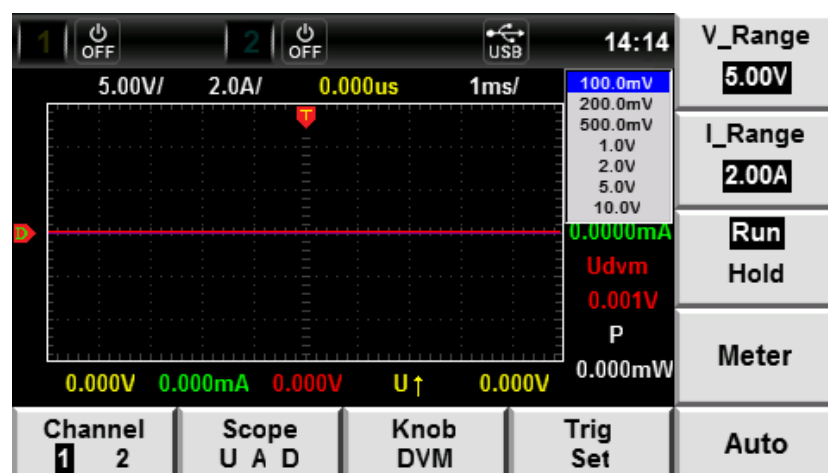 1 OFF 2 OFF USB 14:14
5.00V/ 2.0A/ 0.000us 1ms/
T
D
100.0mV
200.0mV
500.0mV
1.0V
2.0V
5.0V
10.0V
0.0000mA
Udvm
0.001V
P
0.000mW
0.000V 0.000mA 0.000V U↑ 0.000V
V_Range
5.00V
I_Range
2.00A
Run
Hold
Meter
Auto
Channel
1 2
Scope
U A D
Knob
DVM
Trig
Set